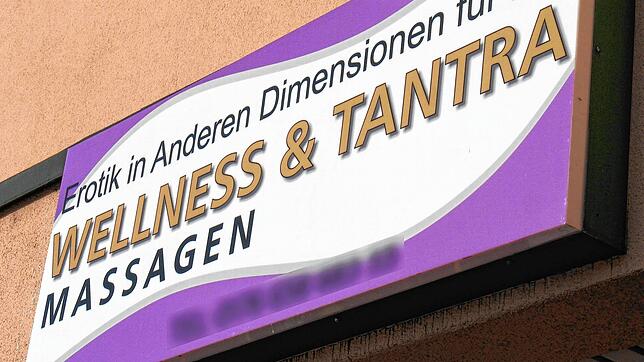 Erotik in Anderen Dimensionen für
WELLNESS & TANTRA
MASSAGEN